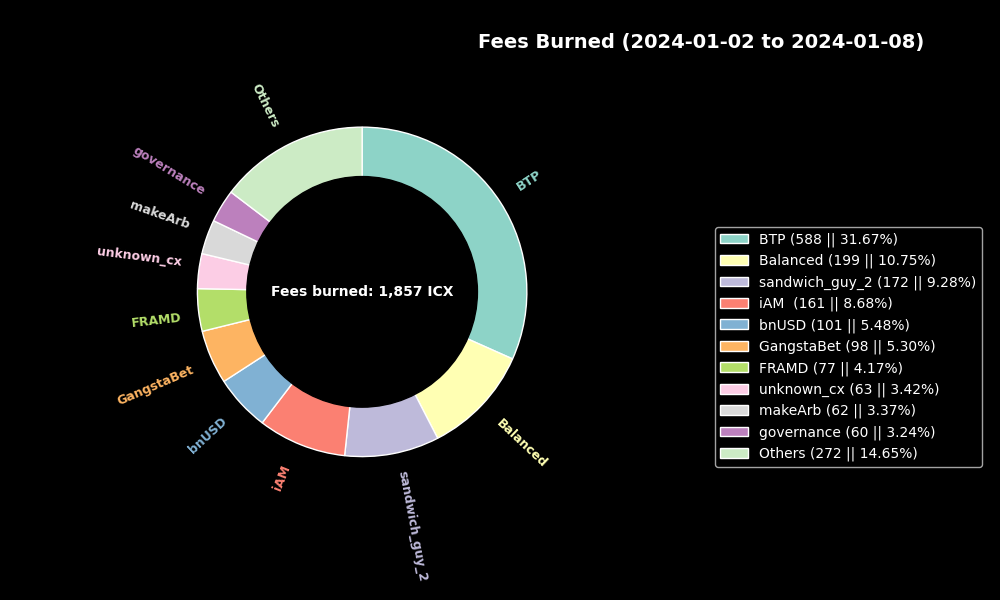 Fees Burned (2024-01-02 to 2024-01-08)
Others
BTP
governance
makeArb
unknown_cx
Fees burned: 1,857 ICX
FRAMD
GangstaBet
bnUSD
Balanced
iAM
sandwich_guy_2
BTP (588 || 31.67%)
Balanced (199 || 10.75%)
sandwich_guy_2 (172 || 9.28%)
iAM  (161 || 8.68%)
bnUSD (101 || 5.48%)
GangstaBet (98 || 5.30%)
FRAMD (77 || 4.17%)
unknown_cx (63 || 3.42%)
makeArb (62 || 3.37%)
governance (60 || 3.24%)
Others (272 || 14.65%)